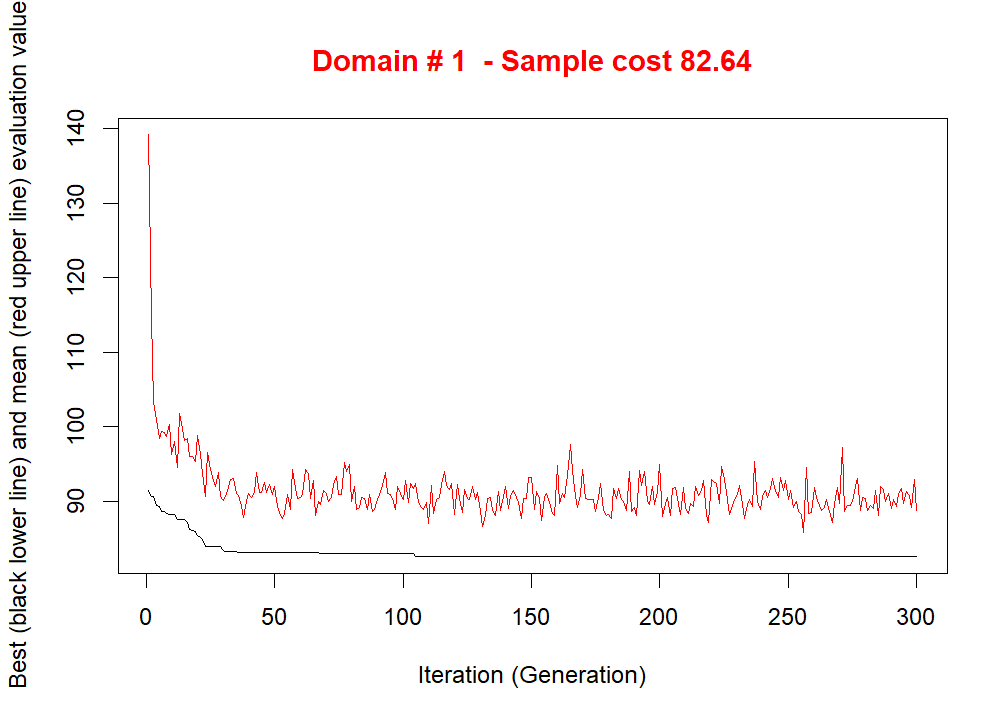 Domain # 1  - Sample cost 82.64
Best (black lower line) and mean (red upper line) evaluation value
140
130
120
110
100
90
0 50 100 150 200 250 300
Iteration (Generation)